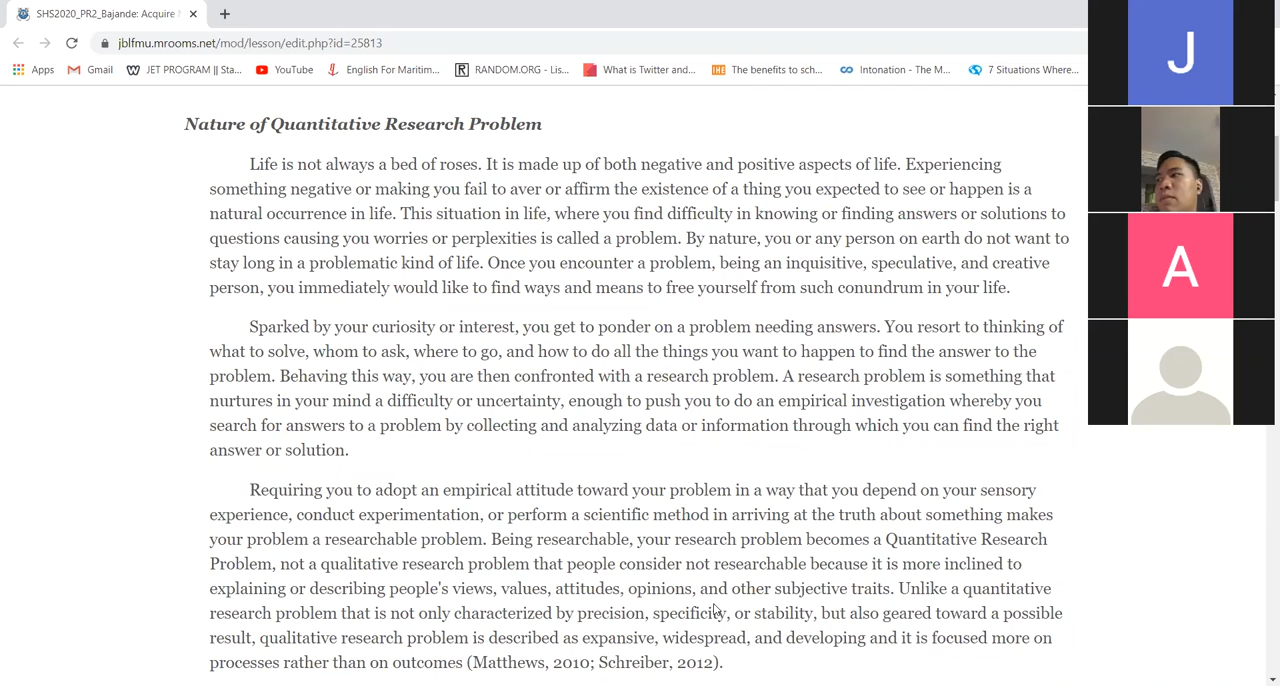 SHS2020_PR2_Bajande: Acquire
jblfmu.mrooms.net/mod/lesson/edit.php?id=25813
Apps Gmail JET PROGRAM || Sta... YouTube English For Maritim... RANDOM.ORG - Lis... What is Twitter and... The benefits to sch... Intonation - The M... 7 Situations Where...
Nature of Quantitative Research Problem
Life is not always a bed of roses. It is made up of both negative and positive aspects of life. Experiencing
something negative or making you fail to aver or affirm the existence of a thing you expected to see or happen is a
natural occurrence in life. This situation in life, where you find difficulty in knowing or finding answers or solutions to
questions causing you worries or perplexities is called a problem. By nature, you or any person on earth do not want to
stay long in a problematic kind of life. Once you encounter a problem, being an inquisitive, speculative, and creative
person, you immediately would like to find ways and means to free yourself from such conundrum in your life.
Sparked by your curiosity or interest, you get to ponder on a problem needing answers. You resort to thinking of
what to solve, whom to ask, where to go, and how to do all the things you want to happen to find the answer to the
problem. Behaving this way, you are then confronted with a research problem. A research problem is something that
nurtures in your mind a difficulty or uncertainty, enough to push you to do an empirical investigation whereby you
search for answers to a problem by collecting and analyzing data or information through which you can find the right
answer or solution.
Requiring you to adopt an empirical attitude toward your problem in a way that you depend on your sensory
experience, conduct experimentation, or perform a scientific method in arriving at the truth about something makes
your problem a researchable problem. Being researchable, your research problem becomes a Quantitative Research
Problem, not a qualitative research problem that people consider not researchable because it is more inclined to
explaining or describing people's views, values, attitudes, opinions, and other subjective traits. Unlike a quantitative
research problem that is not only characterized by precision, specificity, or stability, but also geared toward a possible
result, qualitative research problem is described as expansive, widespread, and developing and it is focused more on
processes rather than on outcomes (Matthews, 2010; Schreiber, 2012).
J
A